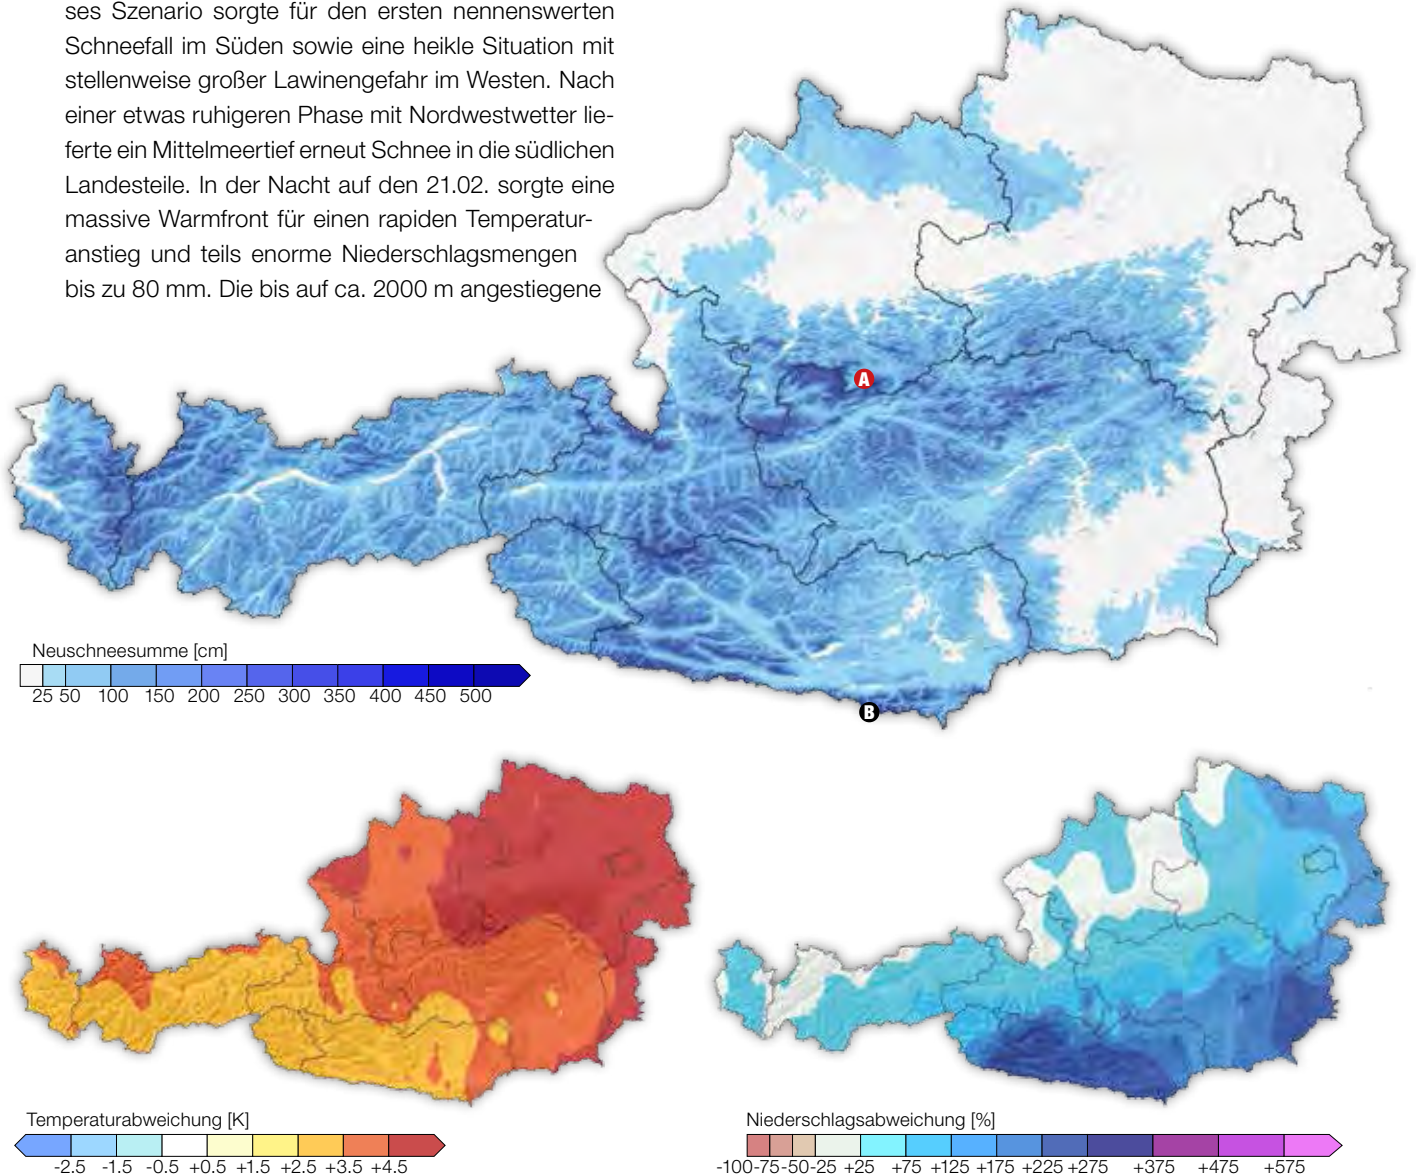 ses Szenario sorgte für den ersten nennenswerten
Schneefall im Süden sowie eine heikle Situation mit
stellenweise großer Lawinengefahr im Westen. Nach
einer etwas ruhigeren Phase mit Nordwestwetter lie-
ferte ein Mittelmeertief erneut Schnee in die südlichen
Landesteile. In der Nacht auf den 21.02. sorgte eine
massive Warmfront für einen rapiden Temperatur-
anstieg und teils enorme Niederschlagsmengen
bis zu 80 mm. Die bis auf ca. 2000 m angestiegene
A
B
Neuschneesumme [cm]
25 50 100 150 200 250 300 350 400 450 500
Temperaturabweichung [K]
-2.5 -1.5 -0.5 +0.5 +1.5 +2.5 +3.5 +4.5
Niederschlagsabweichung [%]
-100-75-50-25 +25 +75 +125 +175 +225 +275 +375 +475 +575